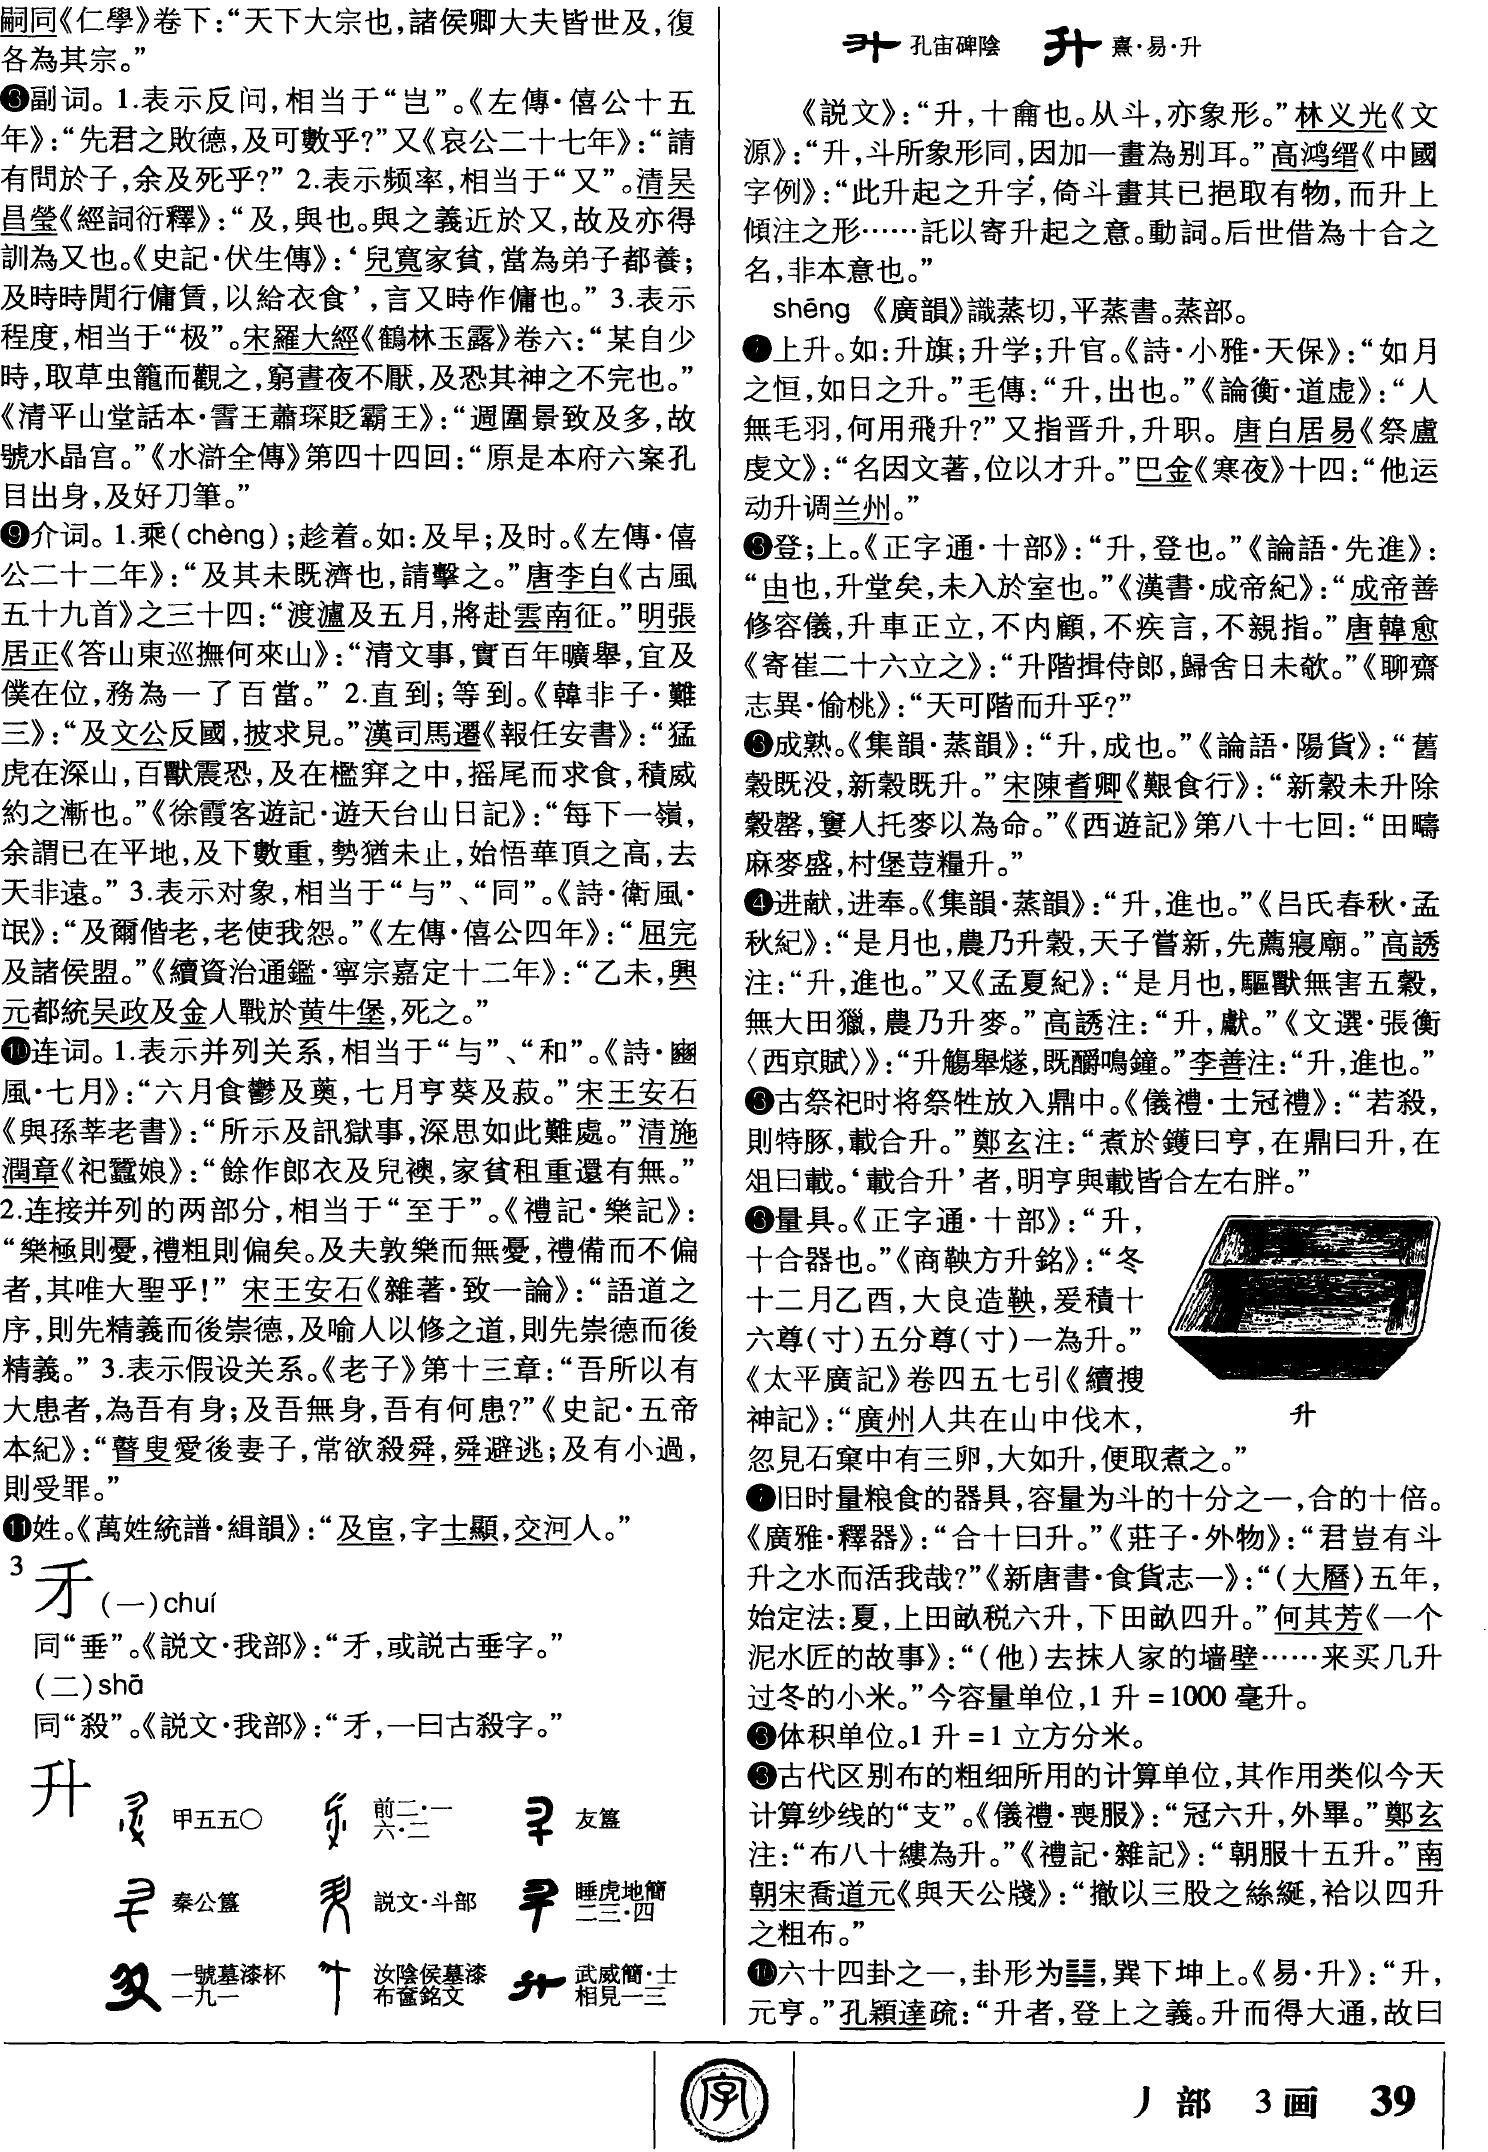 嗣同《仁學》卷下：“天下大宗也，諸侯卿大夫皆世及，復
各為其宗。”
❽副词。1.表示反问，相当于“岂”。《左傳·僖公十五
年》：“先君之敗德，及可數乎？”又《哀公二十七年》：“請
有問於子，余及死乎？”2.表示频率，相当于“又”。清吴
昌瑩《經詞衍釋》：“及，與也。與之義近於又，故及亦得
訓為又也。《史記·伏生傳》：‘兒寬家貧，當為弟子都養；
及時時閒行傭賃，以給衣食’，言又時作傭也。”3.表示
程度，相当于“极”。宋羅大經《鶴林玉露》卷六：“某自少
時，取草虫籠而觀之，窮晝夜不厭，及恐其神之不完也。”
《清平山堂話本·霅王蕭琛貶霸王》：“週圍景致及多，故
號水晶宫。”《水滸全傳》第四十四回：“原是本府六案孔
目出身，及好刀筆。”
❾介词。1.乘（chèng）；趁着。如：及早；及时。《左傳·僖
公二十二年》：“及其未既濟也，請擊之。”唐李白《古風
五十九首》之三十四：“渡瀘及五月，將赴雲南征。”明張
居正《答山東巡撫何來山》：“清文事，實百年曠舉，宜及
僕在位，務為一了百當。”2.直到；等到。《韓非子·難
三》：“及文公反國，披求見。”漢司馬遷《報任安書》：“猛
虎在深山，百獸震恐，及在檻穽之中，摇尾而求食，積威
約之漸也。”《徐霞客遊記·遊天台山日記》：“每下一嶺，
余謂已在平地，及下數重，勢猶未止，始悟華頂之高，去
天非遠。”3.表示对象，相当于“与”、“同”。《詩·衛風·
氓》：“及爾偕老，老使我怨。”《左傳·僖公四年》：“屈完
及諸侯盟。”《續資治通鑑·寧宗嘉定十二年》：“乙未，興
元都統吴政及金人戰於黄牛堡，死之。”
❿连词。1.表示并列关系，相当于“与”、“和”。《詩·豳
風·七月》：“六月食鬱及薁，七月亨葵及菽。”宋王安石
《與孫莘老書》：“所示及訊獄事，深思如此難處。”清施
潤章《祀蠶娘》：“餘作郎衣及兒襖，家貧租重還有無。”
2.连接并列的两部分，相当于“至于”。《禮記·樂記》：
“樂極則憂，禮粗則偏矣。及夫敦樂而無憂，禮備而不偏
者，其唯大聖乎！”宋王安石《雜著·致一論》：“語道之
序，則先精義而後崇德，及喻人以修之道，則先崇德而後
精義。”3.表示假设关系。《老子》第十三章：“吾所以有
大患者，為吾有身；及吾無身，吾有何患？”《史記·五帝
本紀》：“瞽叟愛後妻子，常欲殺舜，舜避逃；及有小過，
則受罪。”
⓫姓。《萬姓統譜·緝韻》：“及宦，字士顯，交河人。”
3
𠂹（一）chuí
同“垂”。《説文·我部》：“𠂹，或説古垂字。”
（二）shā
同“殺”。《説文·我部》：“𠂹，一曰古殺字。”
升
甲五五〇 前二·一六·二 友簋
秦公簋 説文·斗部 睡虎地簡二三·四
一號墓漆杯一九一 汝陰侯墓漆布奩銘文 武威簡·士相見一三
孔宙碑陰 熹·易·升
《説文》：“升，十龠也。从斗，亦象形。”林义光《文
源》：“升，斗所象形同，因加一畫為别耳。”高鸿缙《中國
字例》：“此升起之升字，倚斗畫其已挹取有物，而升上
傾注之形……託以寄升起之意。動詞。后世借為十合之
名，非本意也。”
shēng 《廣韻》識蒸切，平蒸書。蒸部。
❶上升。如：升旗；升学；升官。《詩·小雅·天保》：“如月
之恒，如日之升。”毛傳：“升，出也。”《論衡·道虚》：“人
無毛羽，何用飛升？”又指晋升，升职。唐白居易《祭盧
虔文》：“名因文著，位以才升。”巴金《寒夜》十四：“他运
动升调兰州。”
❷登；上。《正字通·十部》：“升，登也。”《論語·先進》：
“由也，升堂矣，未入於室也。”《漢書·成帝紀》：“成帝善
修容儀，升車正立，不内顧，不疾言，不親指。”唐韓愈
《寄崔二十六立之》：“升階揖侍郎，歸舍日未欹。”《聊齋
志異·偷桃》：“天可階而升乎？”
❸成熟。《集韻·蒸韻》：“升，成也。”《論語·陽貨》：“舊
穀既没，新穀既升。”宋陳耆卿《艱食行》：“新穀未升除
穀罄，窶人托麥以為命。”《西遊記》第八十七回：“田疇
麻麥盛，村堡荳糧升。”
❹进献，进奉。《集韻·蒸韻》：“升，進也。”《吕氏春秋·孟
秋紀》：“是月也，農乃升穀，天子嘗新，先薦寢廟。”高誘
注：“升，進也。”又《孟夏紀》：“是月也，驅獸無害五穀，
無大田獵，農乃升麥。”高誘注：“升，獻。”《文選·張衡
〈西京賦〉》：“升觴舉燧，既釂鳴鐘。”李善注：“升，進也。”
❺古祭祀时将祭牲放入鼎中。《儀禮·士冠禮》：“若殺，
則特豚，載合升。”鄭玄注：“煮於鑊曰亨，在鼎曰升，在
俎曰載。‘載合升’者，明亨與載皆合左右胖。”
❻量具。《正字通·十部》：“升，
十合器也。”《商鞅方升銘》：“冬
十二月乙酉，大良造鞅，爰積十
六尊（寸）五分尊（寸）一為升。”
《太平廣記》卷四五七引《續搜
神記》：“廣州人共在山中伐木，
忽見石窠中有三卵，大如升，便取煮之。”
升
❼旧时量粮食的器具，容量为斗的十分之一，合的十倍。
《廣雅·釋器》：“合十曰升。”《莊子·外物》：“君豈有斗
升之水而活我哉？”《新唐書·食貨志一》：“（大曆）五年，
始定法：夏，上田畝税六升，下田畝四升。”何其芳《一个
泥水匠的故事》：“（他）去抹人家的墙壁……来买几升
过冬的小米。”今容量单位，1 升＝1000 毫升。
❽体积单位。1 升＝1 立方分米。
❾古代区别布的粗细所用的计算单位，其作用类似今天
计算纱线的“支”。《儀禮·喪服》：“冠六升，外畢。”鄭玄
注：“布八十縷為升。”《禮記·雜記》：“朝服十五升。”南
朝宋喬道元《與天公牋》：“撤以三股之絲綖，袷以四升
之粗布。”
❿六十四卦之一，卦形为䷭，巽下坤上。《易·升》：“升，
元亨。”孔穎達疏：“升者，登上之義。升而得大通，故曰
字
丿部 3画 39